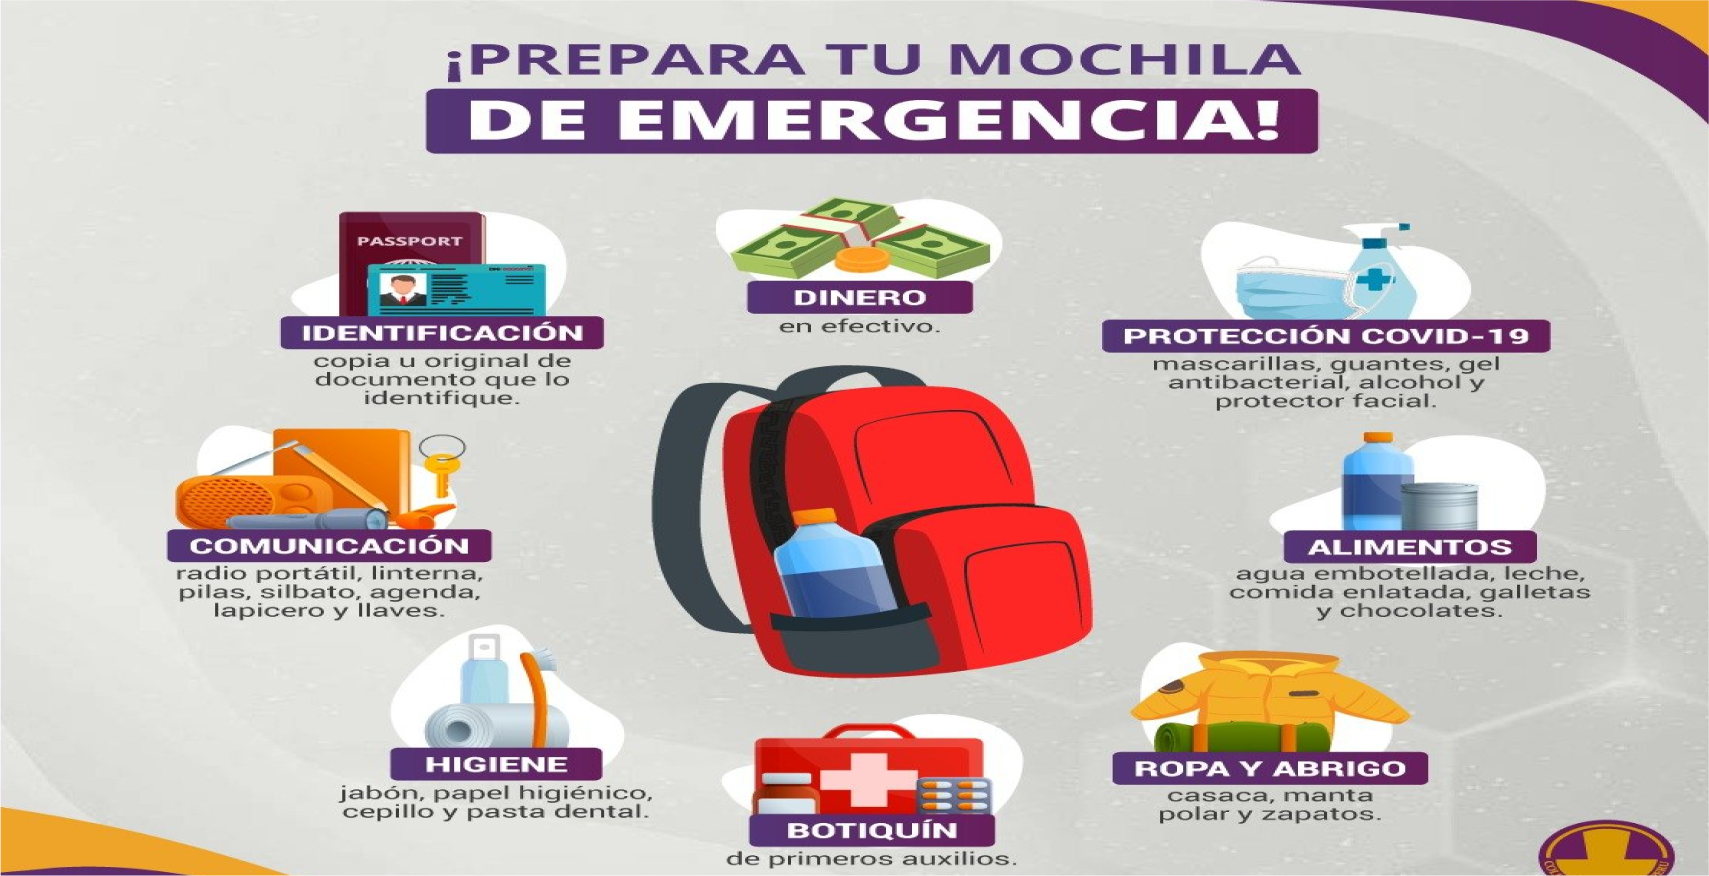 ¡PREPARA TU MOCHILA
DE EMERGENCIA!
PASSPORT
IDENTIFICACIÓN
copia u original de
documento que lo
identifique.
DINERO
en efectivo.
PROTECCIÓN COVID-19
mascarillas, guantes, gel
antibacterial, alcohol y
protector facial.
COMUNICACIÓN
radio portátil, linterna,
pilas, silbato, agenda,
lapicero y llaves.
ALIMENTOS
agua embotellada, leche,
comida enlatada, galletas
y chocolates.
HIGIENE
jabón, papel higiénico,
cepillo y pasta dental.
BOTIQUÍN
de primeros auxilios.
ROPA Y ABRIGO
casaca, manta
polar y zapatos.